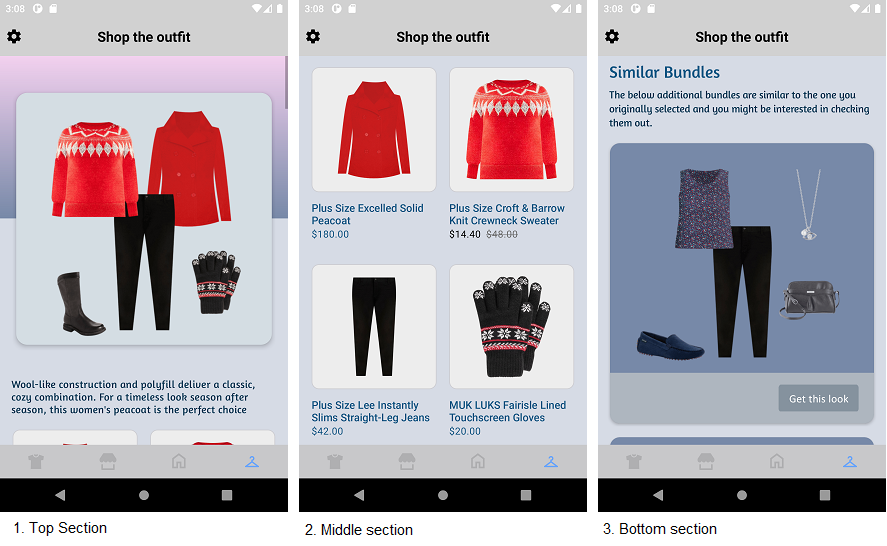 3:08
Shop the outfit
Wool-like construction and polyfill deliver a classic,
cozy combination. For a timeless look season after
season, this women's peacoat is the perfect choice
1. Top Section
3:08
Shop the outfit
Plus Size Excelled Solid
Peacoat
$180.00
Plus Size Croft & Barrow
Knit Crewneck Sweater
$14.40 $48.00
Plus Size Lee Instantly
Slims Straight-Leg Jeans
$42.00
MUK LUKS Fairisle Lined
Touchscreen Gloves
$20.00
2. Middle section
3:08
Shop the outfit
Similar Bundles
The below additional bundles are similar to the one you
originally selected and you might be interested in checking
them out.
Get this look
3. Bottom section